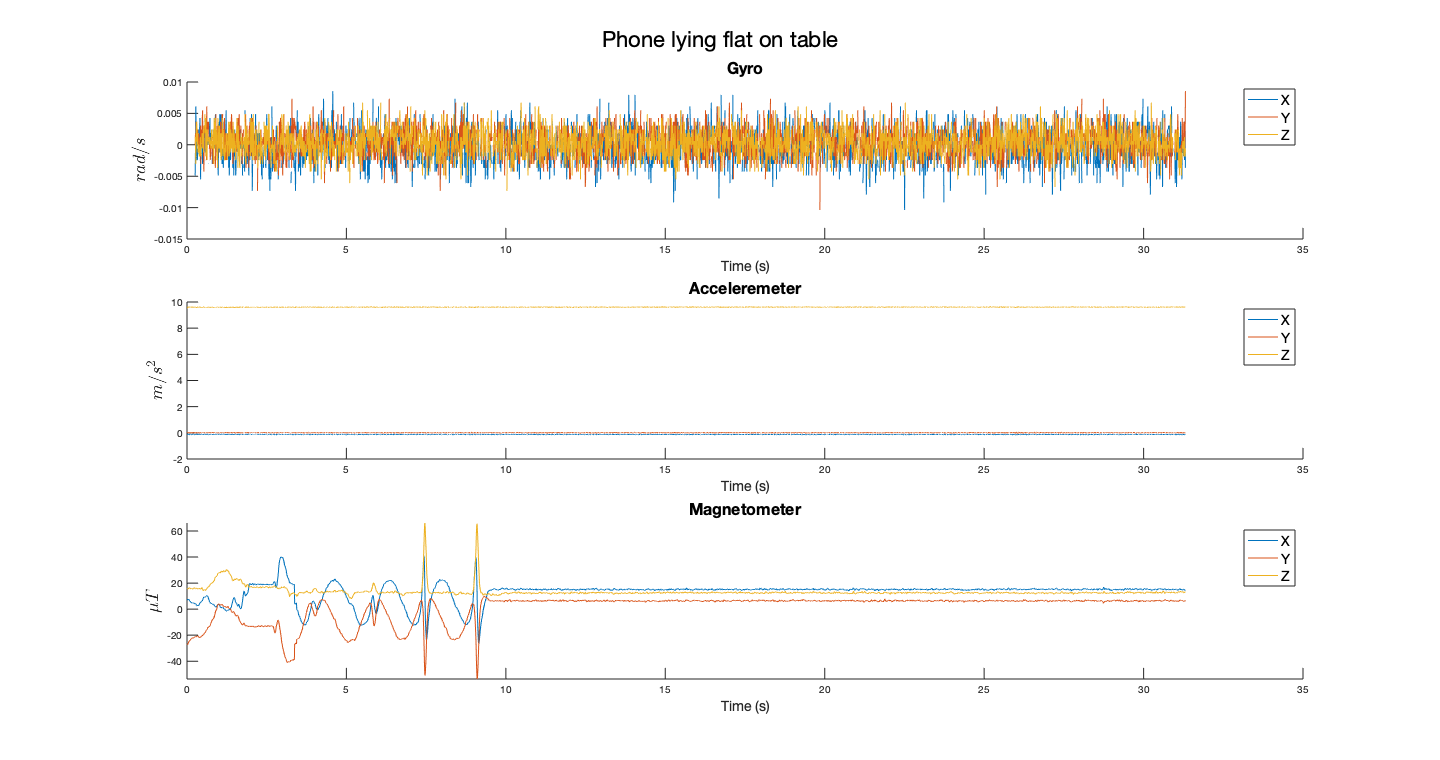 Phone lying flat on table
Gyro
0.01
0.005
0
-0.005
-0.01
-0.015
rad/s
0 5 10 15 20 25 30 35
Time (s)
X
Y
Z
Acceleremeter
10
8
6
4
2
0
-2
m/s²
0 5 10 15 20 25 30 35
Time (s)
X
Y
Z
Magnetometer
60
40
20
0
-20
-40
μT
0 5 10 15 20 25 30 35
Time (s)
X
Y
Z